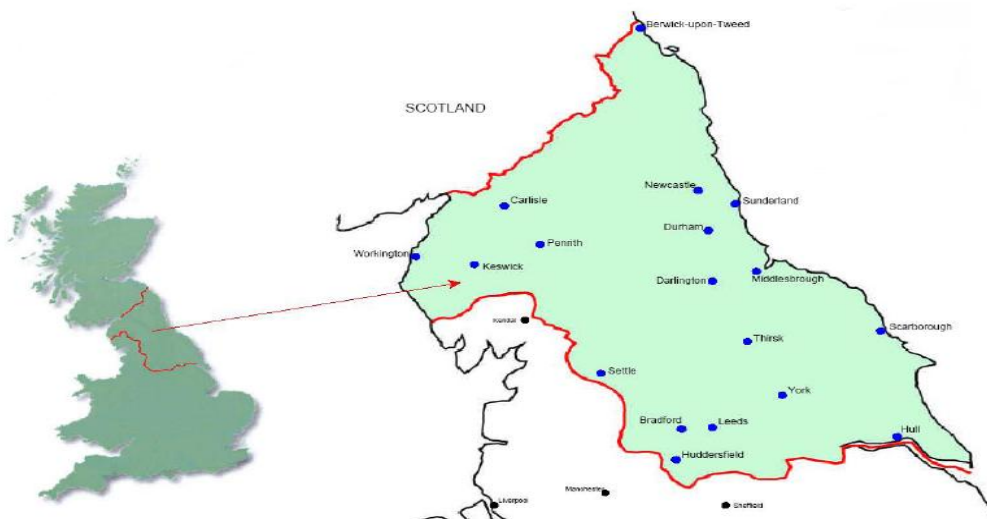 Berwick-upon-Tweed
SCOTLAND
Newcastle
Carlisle
Sunderland
Durham
Penrith
Workington
Keswick
Middlesbrough
Darlington
Kendal
Scarborough
Thirsk
Settle
York
Bradford
Leeds
Hull
Huddersfield
Manchester
Liverpool
Sheffield